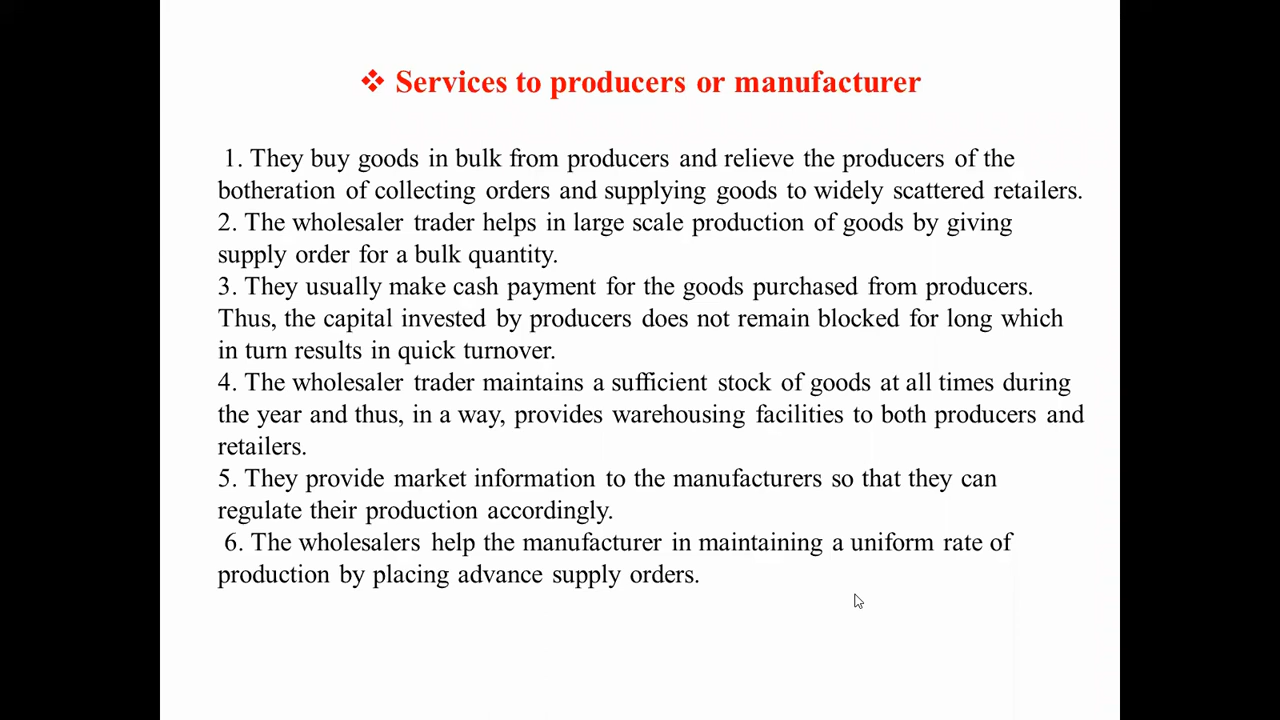 ❖ Services to producers or manufacturer
1. They buy goods in bulk from producers and relieve the producers of the
botheration of collecting orders and supplying goods to widely scattered retailers.
2. The wholesaler trader helps in large scale production of goods by giving
supply order for a bulk quantity.
3. They usually make cash payment for the goods purchased from producers.
Thus, the capital invested by producers does not remain blocked for long which
in turn results in quick turnover.
4. The wholesaler trader maintains a sufficient stock of goods at all times during
the year and thus, in a way, provides warehousing facilities to both producers and
retailers.
5. They provide market information to the manufacturers so that they can
regulate their production accordingly.
6. The wholesalers help the manufacturer in maintaining a uniform rate of
production by placing advance supply orders.